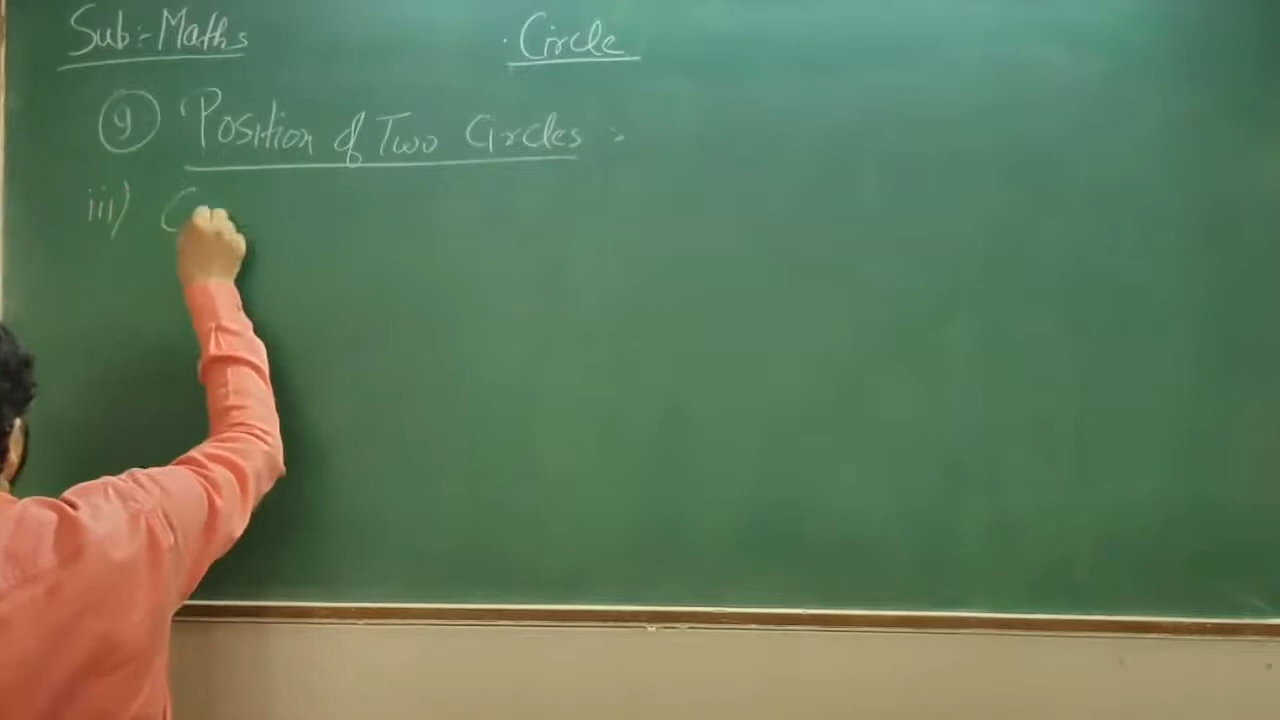 Sub:- Maths
Circle
9 Position of Two Circles :-
iii) C